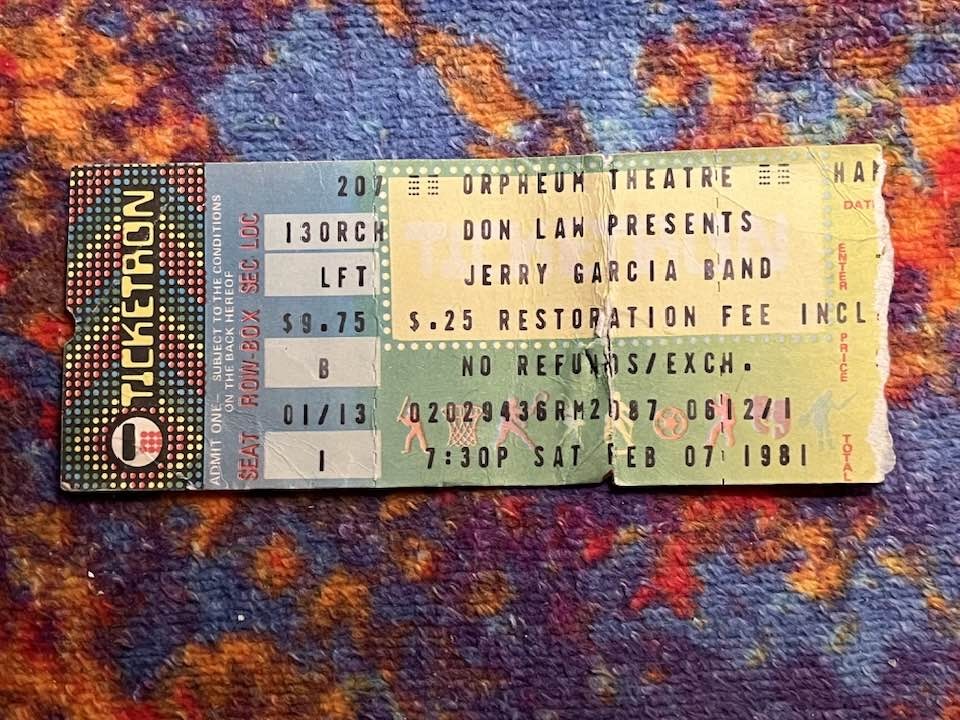 TICKETRON
ADMIT ONE— SUBJECT TO THE CONDITIONS
ON THE BACK HEREOF
SEAT ROW-BOX SEC LOC
207
130RCH
LFT
$9.75
B
01/13
1
ORPHEUM THEATRE
DON LAW PRESENTS
JERRY GARCIA BAND
$.25 RESTORATION FEE INCL
NO REFUNDS/EXCH.
02029436RM2087 0612/1
7:30P SAT FEB 07 1981
DATE
ENTER
PRICE
TOTAL